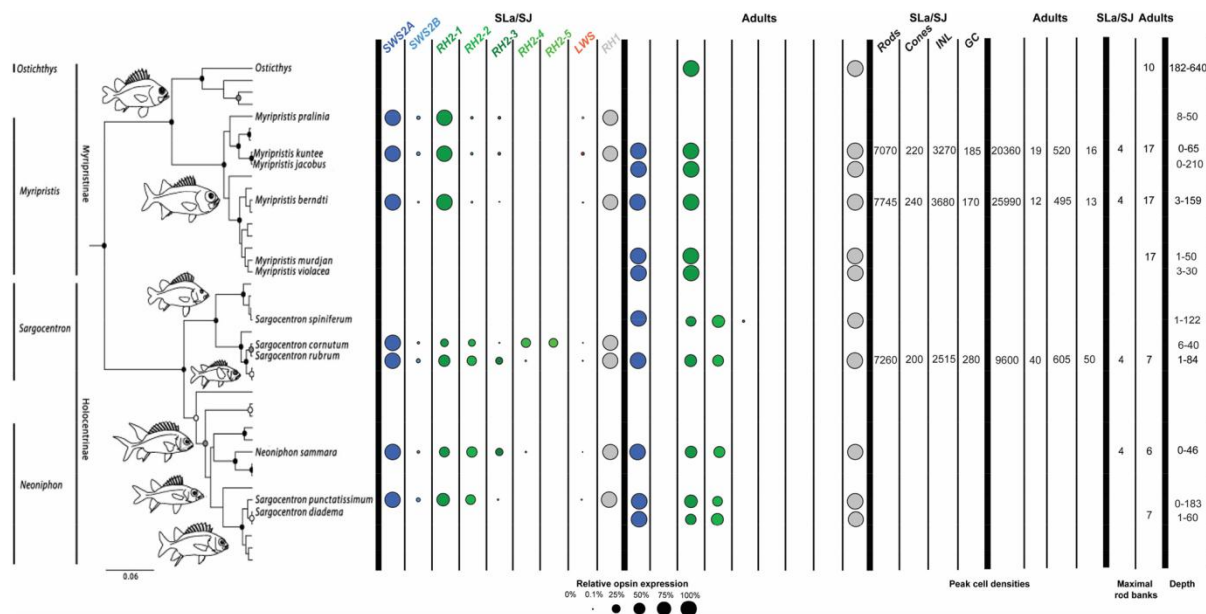 SLa/SJ Adults SLa/SJ Adults SLa/SJ Adults
SWS2A SWS2B RH2-1 RH2-2 RH2-3 RH2-4 RH2-5 LWS RH1 Rods Cones INL GC
Ostichthys Osticthys 10 182-640
Myripristis pralinia 8-50
Myripristis kuntee 7070 220 3270 185 20360 19 520 16 4 17 0-65
Myripristis jacobus 0-210
Myripristis Myripristinae
Myripristis berndti 7745 240 3680 170 25990 12 495 13 4 17 3-159
Myripristis murdjan 17 1-50
Myripristis violacea 3-30
Sargocentron spiniferum 1-122
Sargocentron
Sargocentron cornutum 6-40
Sargocentron rubrum 7260 200 2515 280 9600 40 605 50 4 7 1-84
Holocentrinae
Neoniphon sammara 4 6 0-46
Neoniphon
Sargocentron punctatissimum 0-183
Sargocentron diadema 7 1-60
0.06
Relative opsin expression Peak cell densities Maximal rod banks Depth
0% 0.1% 25% 50% 75% 100%